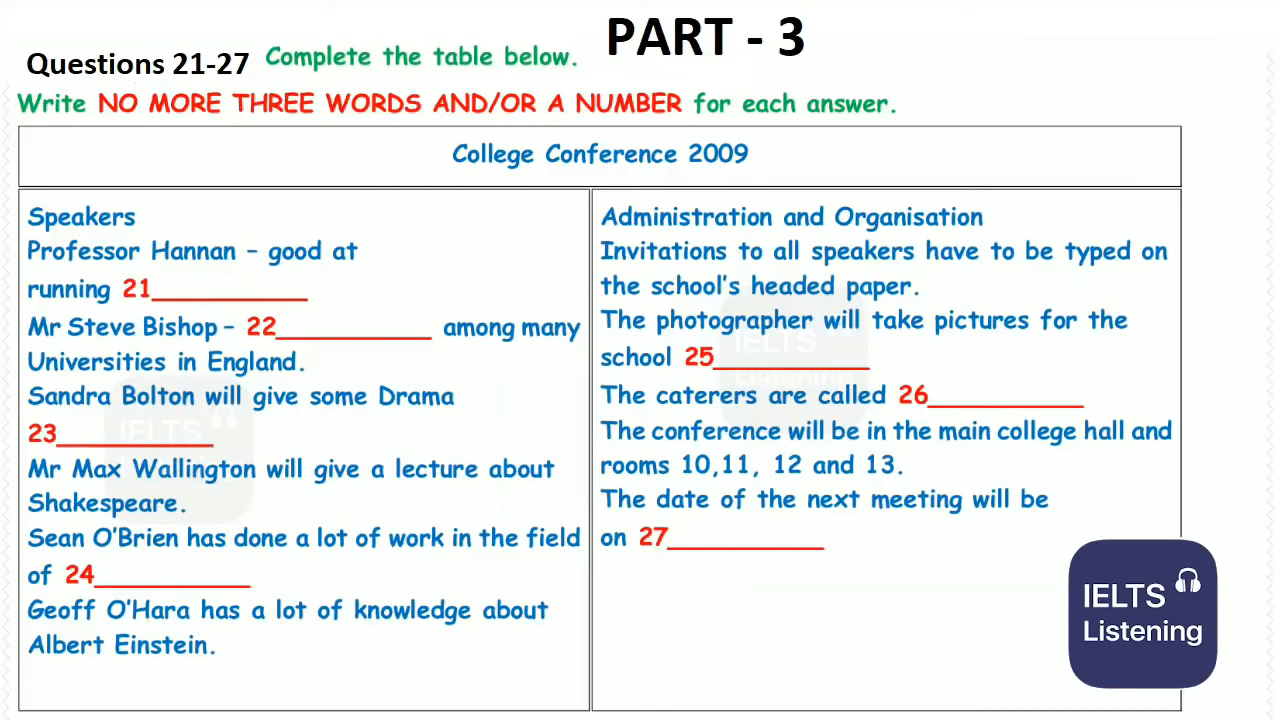 PART - 3
Questions 21-27 Complete the table below.
Write NO MORE THREE WORDS AND/OR A NUMBER for each answer.
College Conference 2009
Speakers
Professor Hannan – good at
running 21___________
Mr Steve Bishop – 22___________ among many
Universities in England.
Sandra Bolton will give some Drama
23___________
Mr Max Wallington will give a lecture about
Shakespeare.
Sean O'Brien has done a lot of work in the field
of 24___________
Geoff O'Hara has a lot of knowledge about
Albert Einstein.
Administration and Organisation
Invitations to all speakers have to be typed on
the school's headed paper.
The photographer will take pictures for the
school 25___________
The caterers are called 26___________
The conference will be in the main college hall and
rooms 10,11, 12 and 13.
The date of the next meeting will be
on 27___________
IELTS
Listening
IELTS
IELTS
Listening